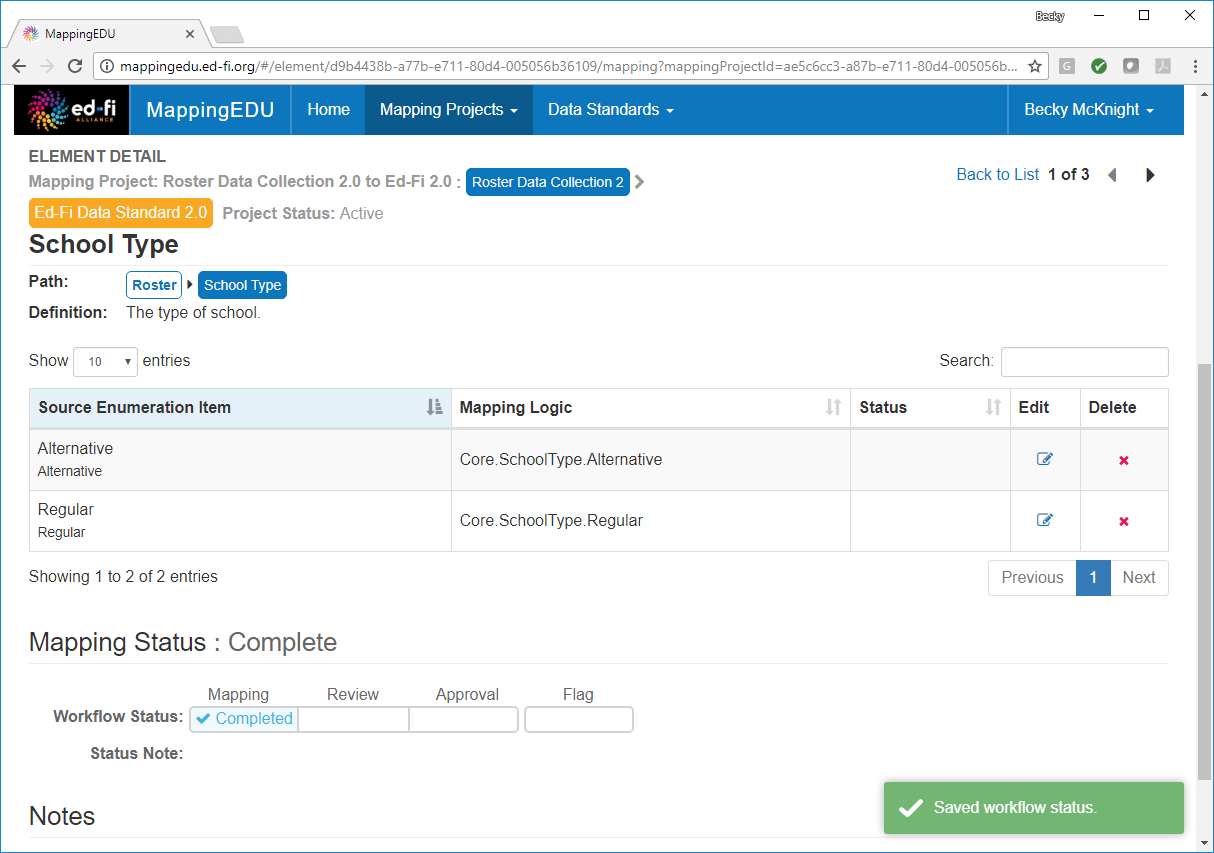 Becky
MappingEDU
mappingedu.ed-fi.org/#/element/d9b4438b-a77b-e711-80d4-005056b36109/mapping?mappingProjectId=ae5c6cc3-a87b-e711-80d4-005056b...
G
ed-fi
ALLIANCE
MappingEDU
Home
Mapping Projects
Data Standards
Becky McKnight
ELEMENT DETAIL
Mapping Project: Roster Data Collection 2.0 to Ed-Fi 2.0 : Roster Data Collection 2
Back to List 1 of 3
Ed-Fi Data Standard 2.0 Project Status: Active
School Type
Path: Roster School Type
Definition: The type of school.
Show 10 entries
Search:
Source Enumeration Item Mapping Logic Status Edit Delete
Alternative
Alternative
Core.SchoolType.Alternative
Regular
Regular
Core.SchoolType.Regular
Showing 1 to 2 of 2 entries
Previous 1 Next
Mapping Status : Complete
Mapping Review Approval Flag
Workflow Status: Completed
Status Note:
Saved workflow status.
Notes